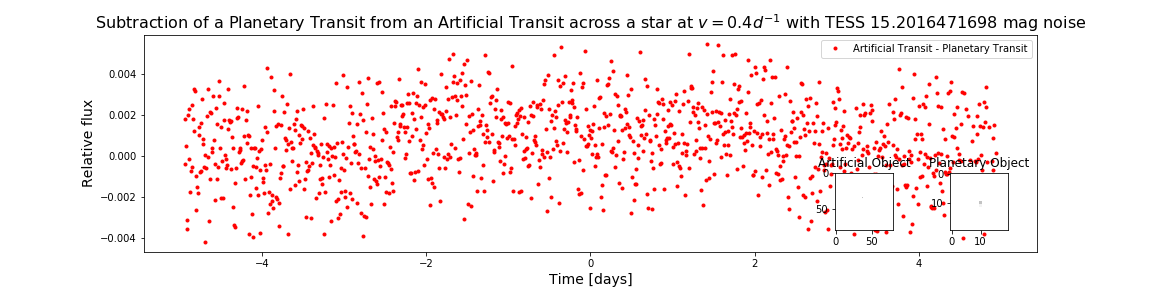 Subtraction of a Planetary Transit from an Artificial Transit across a star at v = 0.4d⁻¹ with TESS 15.2016471698 mag noise
Artificial Transit - Planetary Transit
Relative flux
0.004
0.002
0.000
−0.002
−0.004
Artificial Object
0
50
0 50
Planetary Object
0
10
0 10
−4 −2 0 2 4
Time [days]